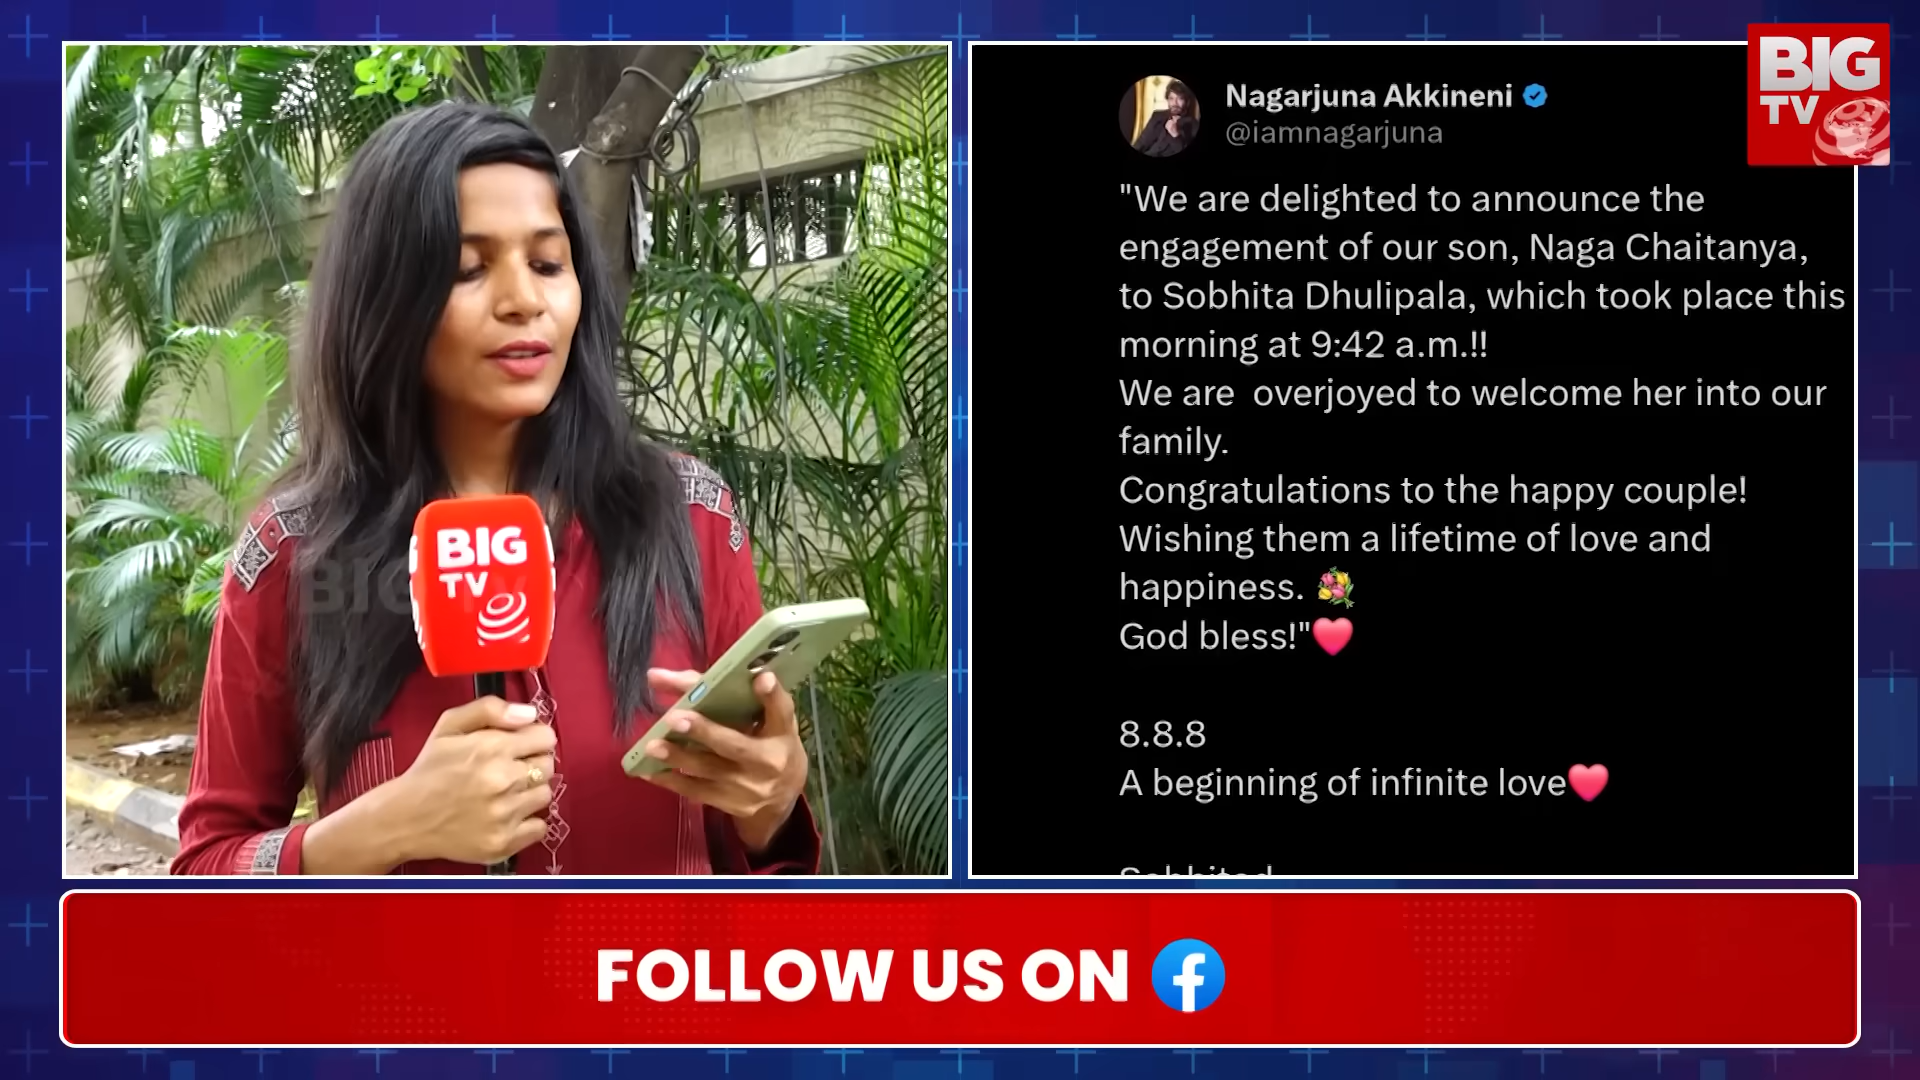 BIG
TV
Nagarjuna Akkineni
@iamnagarjuna
"We are delighted to announce the
engagement of our son, Naga Chaitanya,
to Sobhita Dhulipala, which took place this
morning at 9:42 a.m.!!
We are  overjoyed to welcome her into our
family.
Congratulations to the happy couple!
Wishing them a lifetime of love and
happiness. 💐
God bless!"❤️
8.8.8
A beginning of infinite love❤️
BIG
TV
BIG TV
FOLLOW US ON